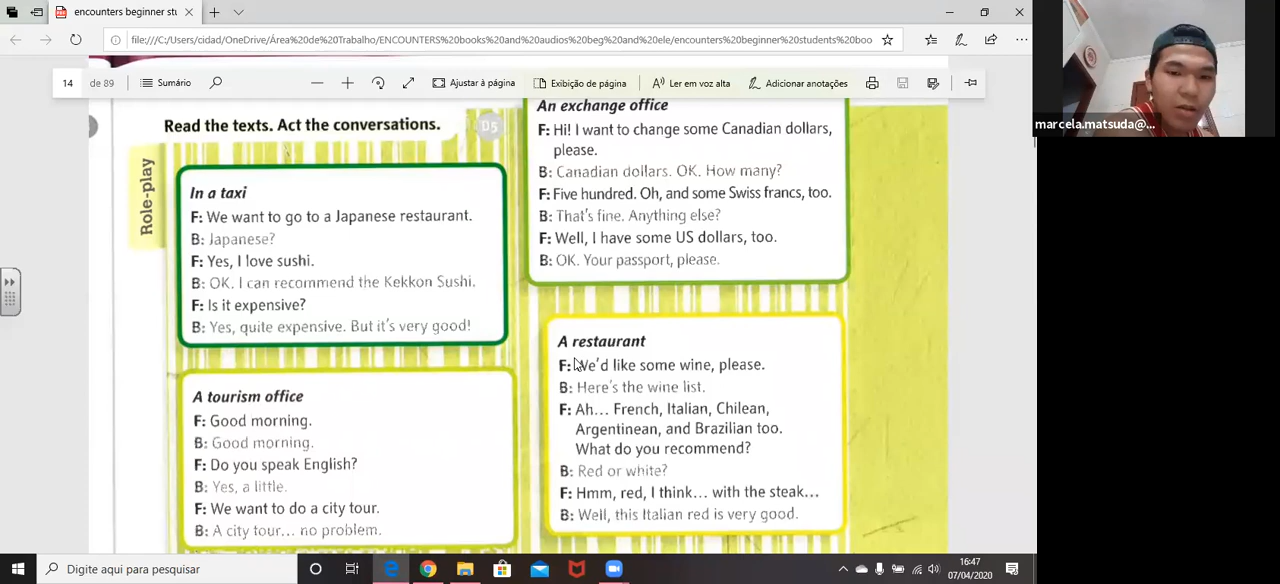 encounters beginner stu
file:///C:/Users/cidad/OneDrive/Área%20de%20Trabalho/ENCOUNTERS%20books%20and%20audios%20beg%20and%20ele/encounters%20beginner%20students%20boo
14 de 89 Sumário Ajustar à página Exibição de página Ler em voz alta Adicionar anotações
Read the texts. Act the conversations.
D5
Role-play
In a taxi
F: We want to go to a Japanese restaurant.
B: Japanese?
F: Yes, I love sushi.
B: OK. I can recommend the Kekkon Sushi.
F: Is it expensive?
B: Yes, quite expensive. But it's very good!
A tourism office
F: Good morning.
B: Good morning.
F: Do you speak English?
B: Yes, a little.
F: We want to do a city tour.
B: A city tour... no problem.
An exchange office
F: Hi! I want to change some Canadian dollars,
please.
B: Canadian dollars. OK. How many?
F: Five hundred. Oh, and some Swiss francs, too.
B: That's fine. Anything else?
F: Well, I have some US dollars, too.
B: OK. Your passport, please.
A restaurant
F: We'd like some wine, please.
B: Here's the wine list.
F: Ah... French, Italian, Chilean,
Argentinean, and Brazilian too.
What do you recommend?
B: Red or white?
F: Hmm, red, I think... with the steak...
B: Well, this Italian red is very good.
marcela.matsuda@...
Digite aqui para pesquisar
16:47
07/04/2020